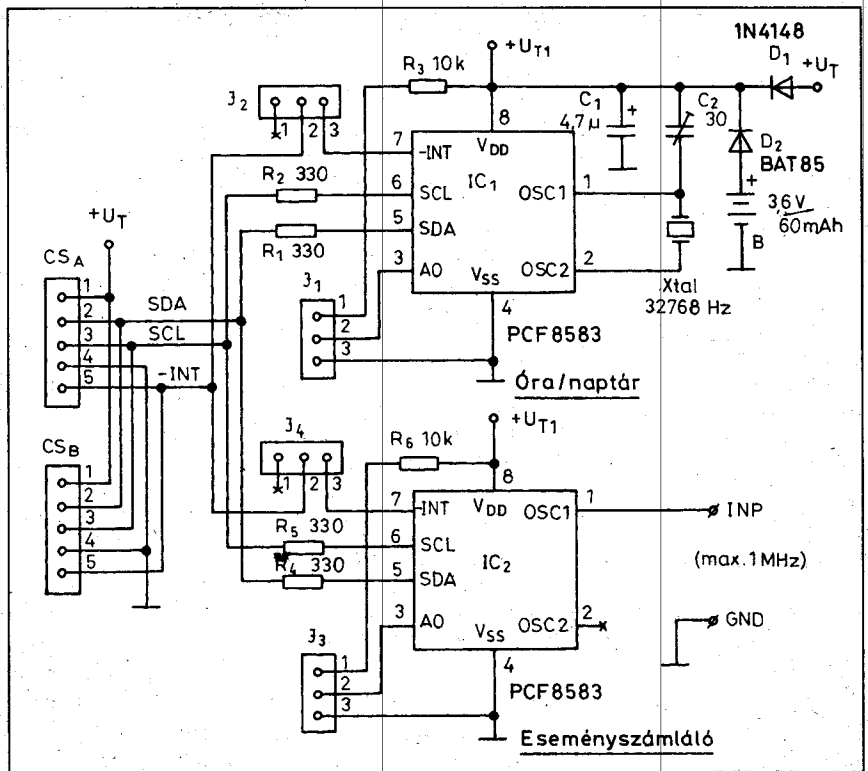 1N4148
+U_T1
D1
+U_T
R3 10k
J2
1 2 3
C1
4,7µ
+
C2
30
D2
BAT85
+
3,6V
60mAh
B
8
VDD
7
-INT
IC1
R2 330
6
SCL
OSC1
1
R1 330
5
SDA
3
A0
OSC2
2
VSS
4
Xtal
32768 Hz
PCF8583
J1
1
2
3
Óra/naptár
+U_T
CSA
1
2
3
4
5
SDA
SCL
-INT
CSB
1
2
3
4
5
+U_T1
R6 10k
J4
1 2 3
8
VDD
7
-INT
OSC1
1
INP
R5 330
6
SCL
IC2
(max.1MHz)
R4 330
5
SDA
3
A0
OSC2
2
GND
VSS
4
J3
1
2
3
PCF8583
Eseményszámláló